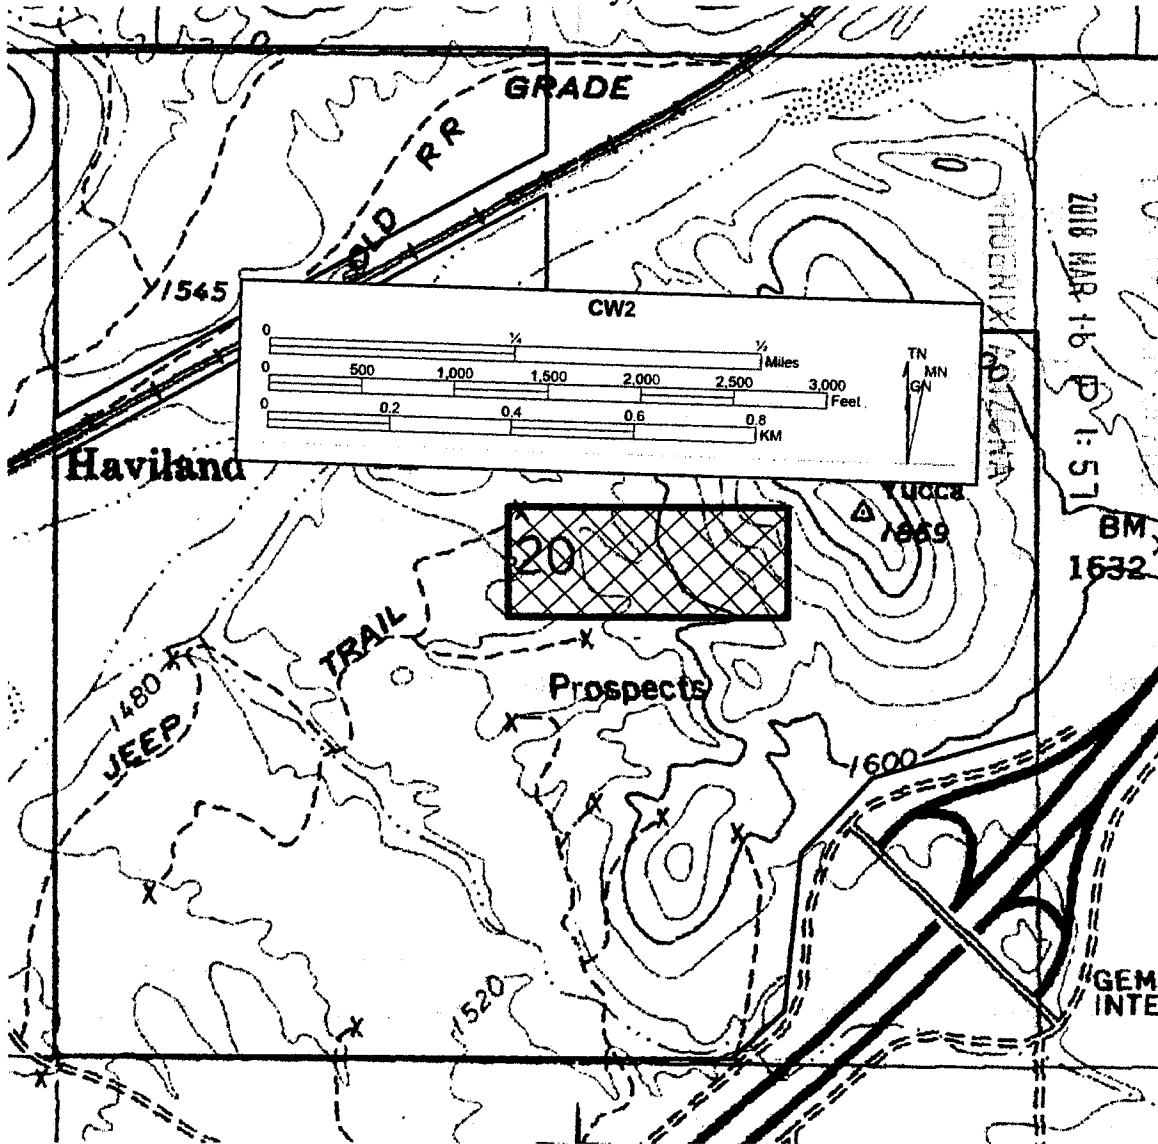 GRADE
OLD RR
1545
CW2
0 ¼ ½
Miles
0 500 1,000 1,500 2,000 2,500 3,000
Feet
0 0.2 0.4 0.6 0.8
KM
TN
MN
GN
2018 MAR 16 P 1:57
Haviland
Yucca
1869
BM
1632
20
TRAIL
1480
JEEP
Prospects
1600
1520
GEM
INTE